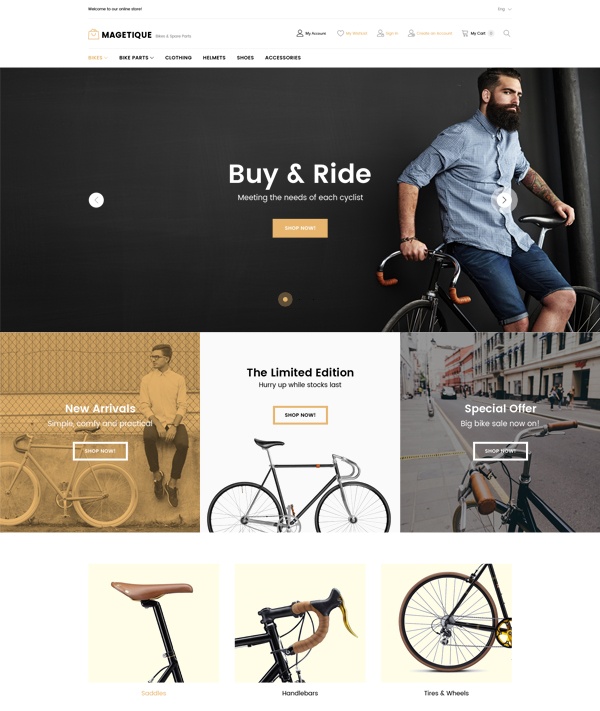 Welcome to our online store!
Eng
MAGETIQUE Bikes & Spare Parts
My Account
My Wishlist
Sign In
Create an Account
My Cart 0
BIKES BIKE PARTS CLOTHING HELMETS SHOES ACCESSORIES
Buy & Ride
Meeting the needs of each cyclist
SHOP NOW!
New Arrivals
Simple, comfy and practical
SHOP NOW!
The Limited Edition
Hurry up while stocks last
SHOP NOW!
Special Offer
Big bike sale now on!
SHOP NOW!
Saddles
Handlebars
Tires & Wheels